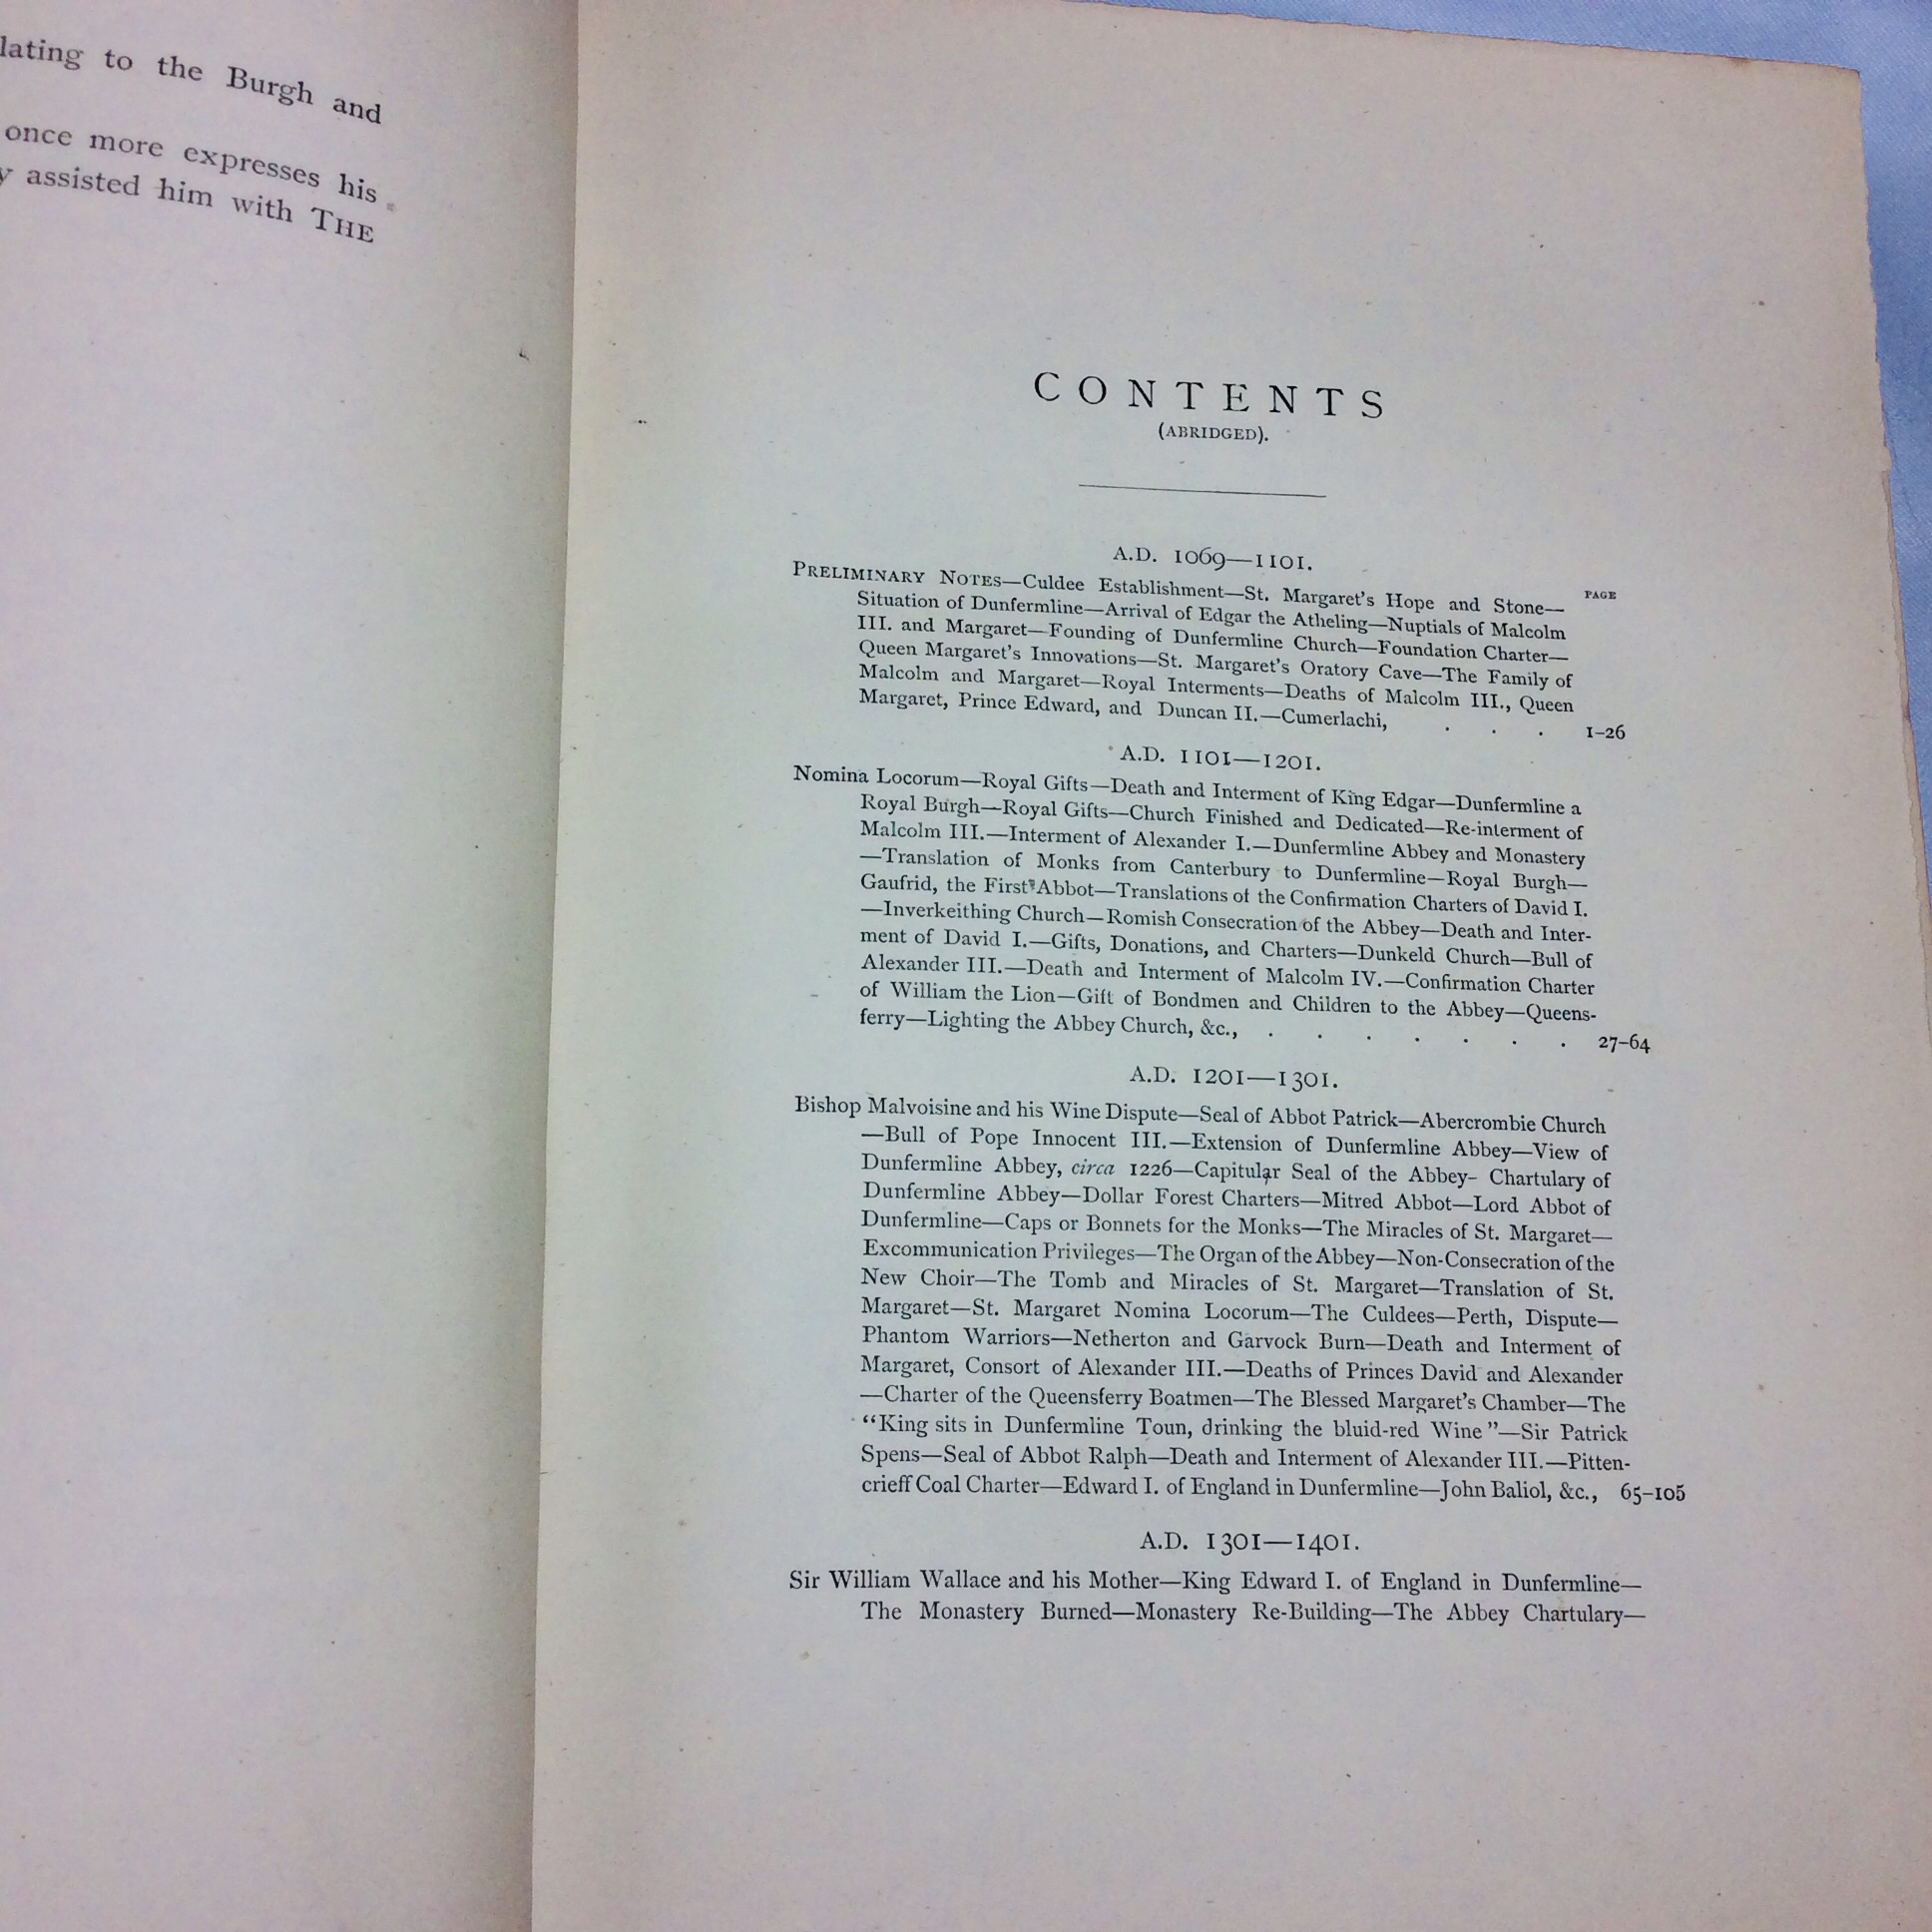 lating to the Burgh and
once more expresses his
assisted him with THE
CONTENTS
(ABRIDGED).
A.D. 1069—1101.
PAGE
PRELIMINARY NOTES—Culdee Establishment—St. Margaret's Hope and Stone—
Situation of Dunfermline—Arrival of Edgar the Atheling—Nuptials of Malcolm
III. and Margaret—Founding of Dunfermline Church—Foundation Charter—
Queen Margaret's Innovations—St. Margaret's Oratory Cave—The Family of
Malcolm and Margaret—Royal Interments—Deaths of Malcolm III., Queen
Margaret, Prince Edward, and Duncan II.—Cumerlachi, . . . 1–26
A.D. 1101—1201.
Nomina Locorum—Royal Gifts—Death and Interment of King Edgar—Dunfermline a
Royal Burgh—Royal Gifts—Church Finished and Dedicated—Re-interment of
Malcolm III.—Interment of Alexander I.—Dunfermline Abbey and Monastery
—Translation of Monks from Canterbury to Dunfermline—Royal Burgh—
Gaufrid, the First Abbot—Translations of the Confirmation Charters of David I.
—Inverkeithing Church—Romish Consecration of the Abbey—Death and Inter-
ment of David I.—Gifts, Donations, and Charters—Dunkeld Church—Bull of
Alexander III.—Death and Interment of Malcolm IV.—Confirmation Charter
of William the Lion—Gift of Bondmen and Children to the Abbey—Queens-
ferry—Lighting the Abbey Church, &c., . . . . . . . 27–64
A.D. 1201—1301.
Bishop Malvoisine and his Wine Dispute—Seal of Abbot Patrick—Abercrombie Church
—Bull of Pope Innocent III.—Extension of Dunfermline Abbey—View of
Dunfermline Abbey, circa 1226—Capitular Seal of the Abbey- Chartulary of
Dunfermline Abbey—Dollar Forest Charters—Mitred Abbot—Lord Abbot of
Dunfermline—Caps or Bonnets for the Monks—The Miracles of St. Margaret—
Excommunication Privileges—The Organ of the Abbey—Non-Consecration of the
New Choir—The Tomb and Miracles of St. Margaret—Translation of St.
Margaret—St. Margaret Nomina Locorum—The Culdees—Perth, Dispute—
Phantom Warriors—Netherton and Garvock Burn—Death and Interment of
Margaret, Consort of Alexander III.—Deaths of Princes David and Alexander
—Charter of the Queensferry Boatmen—The Blessed Margaret's Chamber—The
"King sits in Dunfermline Toun, drinking the bluid-red Wine"—Sir Patrick
Spens—Seal of Abbot Ralph—Death and Interment of Alexander III.—Pitten-
crieff Coal Charter—Edward I. of England in Dunfermline—John Baliol, &c., 65–105
A.D. 1301—1401.
Sir William Wallace and his Mother—King Edward I. of England in Dunfermline—
The Monastery Burned—Monastery Re-Building—The Abbey Chartulary—